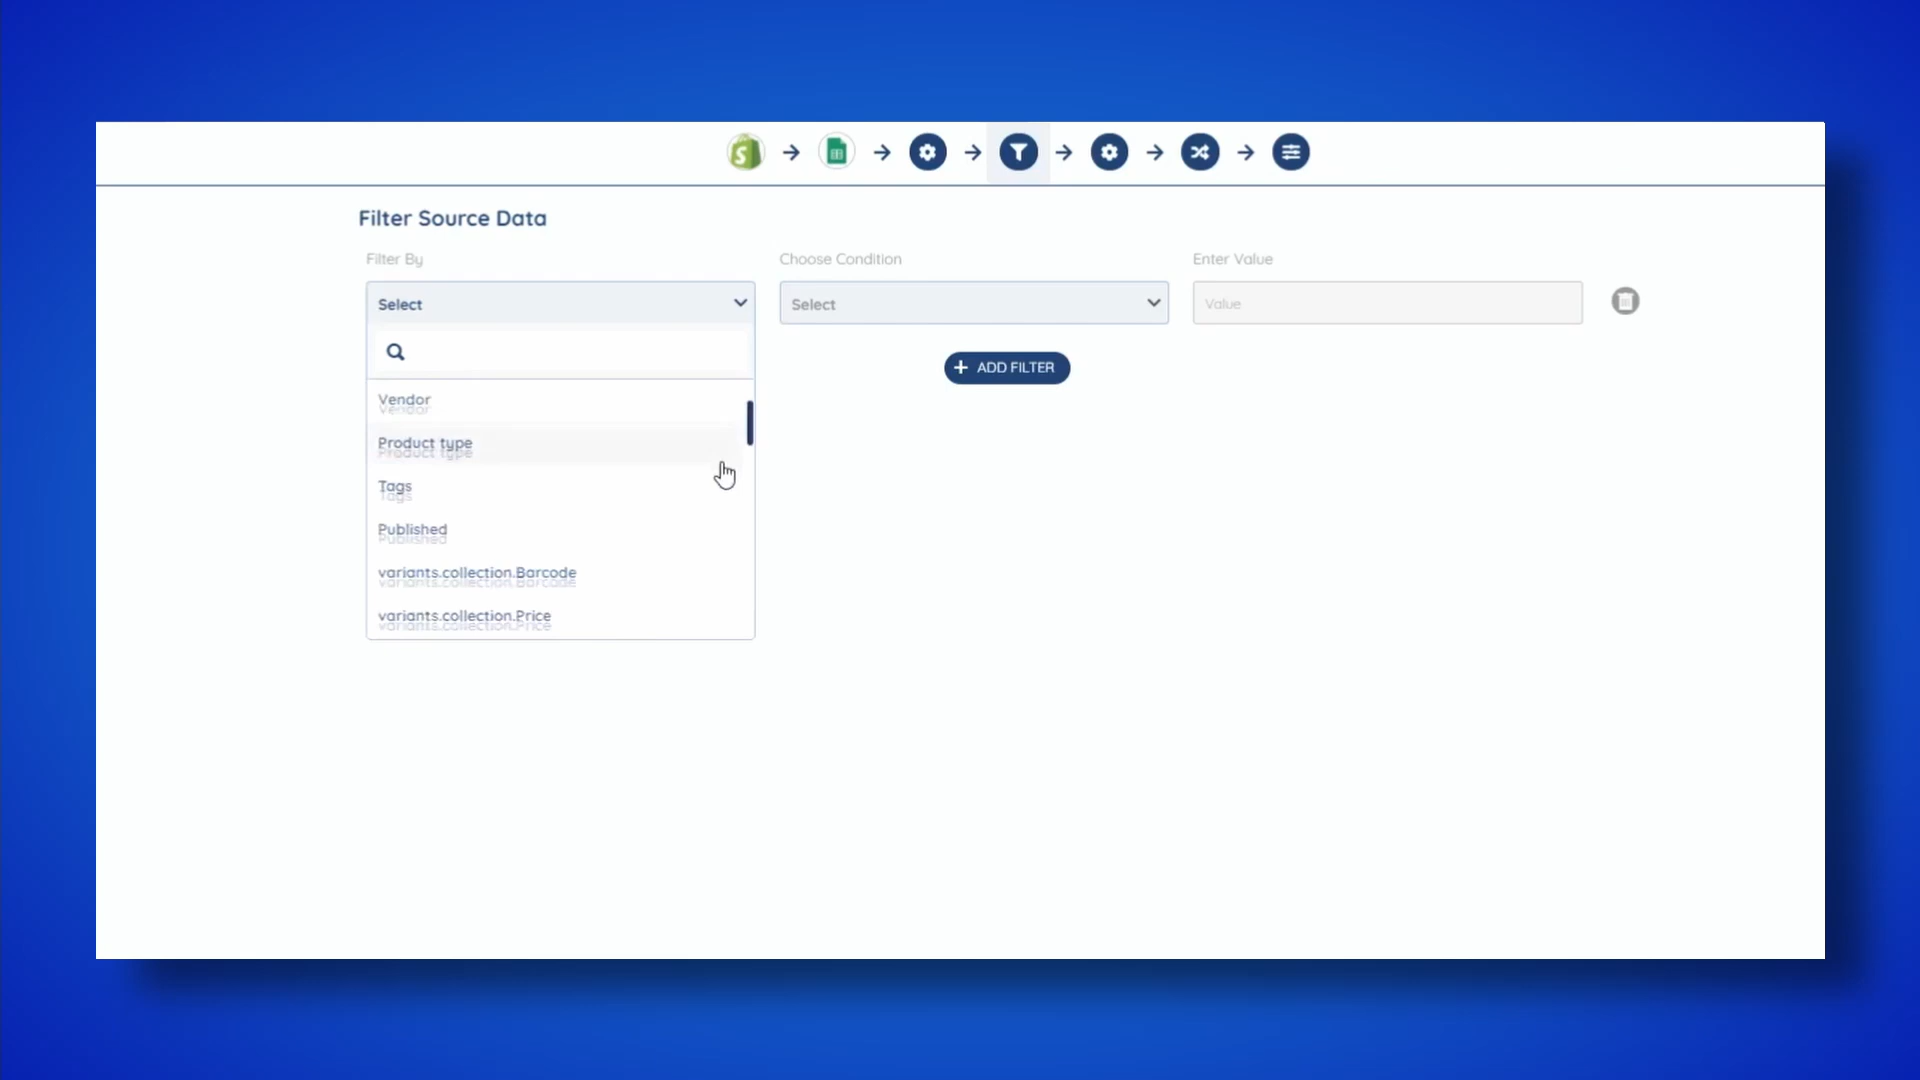 Filter Source Data
Filter By
Choose Condition
Enter Value
Select
Select
Value
+ ADD FILTER
Vendor
Product type
Tags
Published
variants.collection.Barcode
variants.collection.Price